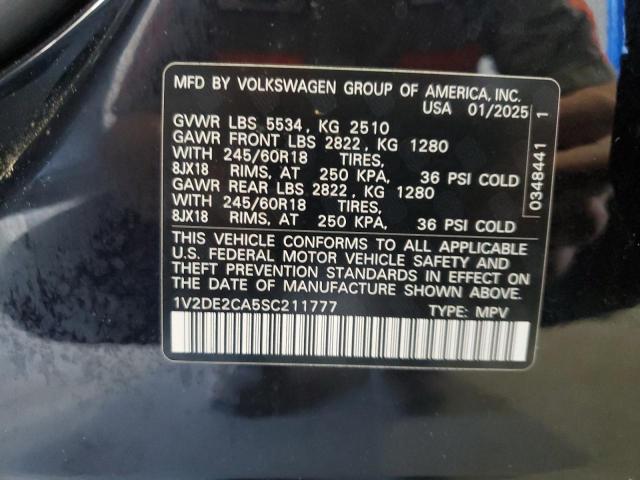 MFD BY VOLKSWAGEN GROUP OF AMERICA, INC.
USA 01/2025
GVWR LBS 5534, KG 2510
GAWR FRONT LBS 2822, KG 1280
WITH 245/60R18 TIRES,
8JX18 RIMS, AT 250 KPA, 36 PSI COLD
GAWR REAR LBS 2822, KG 1280
WITH 245/60R18 TIRES,
8JX18 RIMS, AT 250 KPA, 36 PSI COLD
THIS VEHICLE CONFORMS TO ALL APPLICABLE
U.S. FEDERAL MOTOR VEHICLE SAFETY AND
THEFT PREVENTION STANDARDS IN EFFECT ON
THE DATE OF MANUFACTURE SHOWN ABOVE.
1V2DE2CA5SC211777 TYPE: MPV
0348441 1